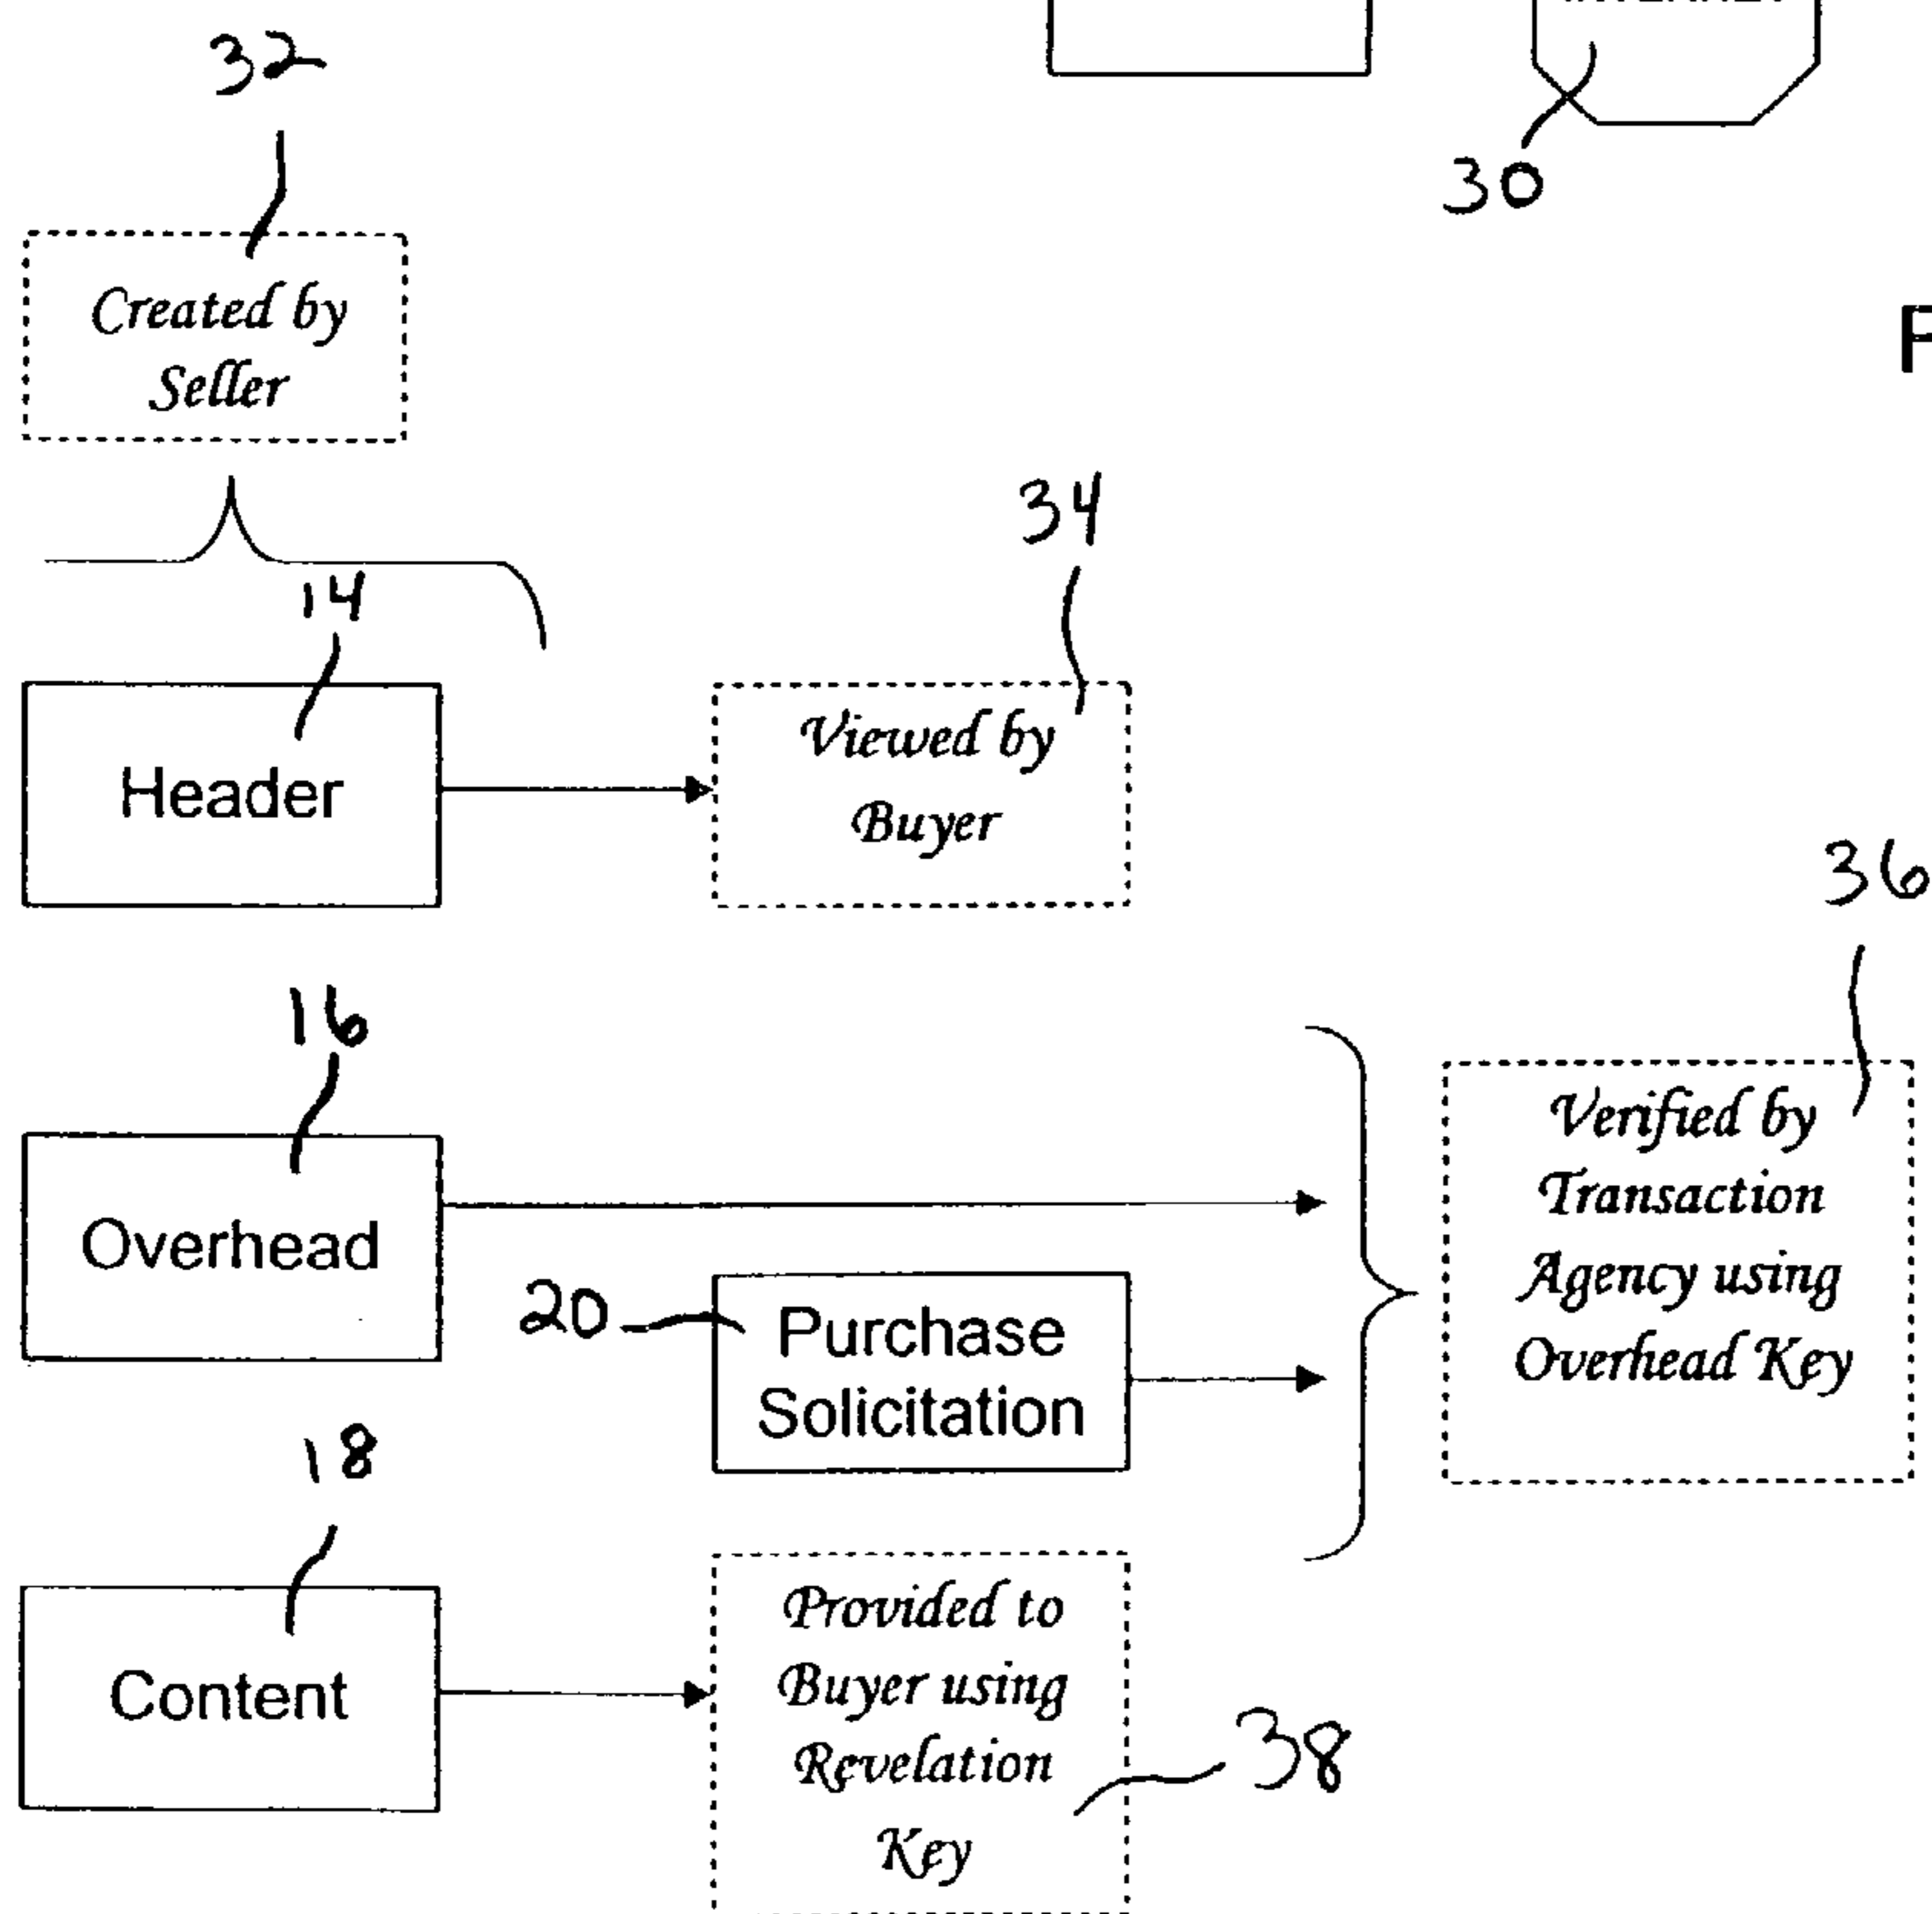 32
30
Created by
Seller
34
14
Header
Viewed by
Buyer
36
16
Overhead
Verified by
Transaction
Agency using
Overhead Key
20
Purchase
Solicitation
18
Content
Provided to
Buyer using
Revelation
Key
38